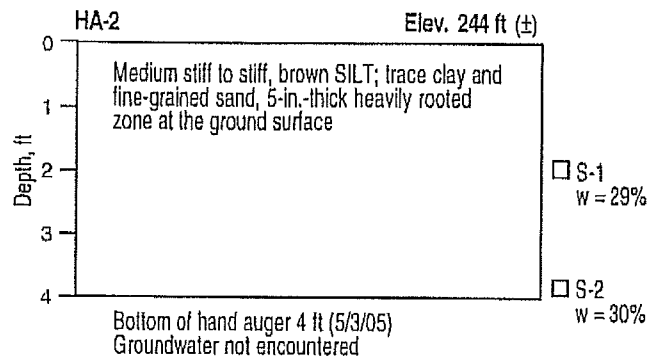 HA-2 Elev. 244 ft (±)
0
Medium stiff to stiff, brown SILT; trace clay and
fine-grained sand, 5-in.-thick heavily rooted
zone at the ground surface
1
Depth, ft
2
S-1
w = 29%
3
4
S-2
w = 30%
Bottom of hand auger 4 ft (5/3/05)
Groundwater not encountered